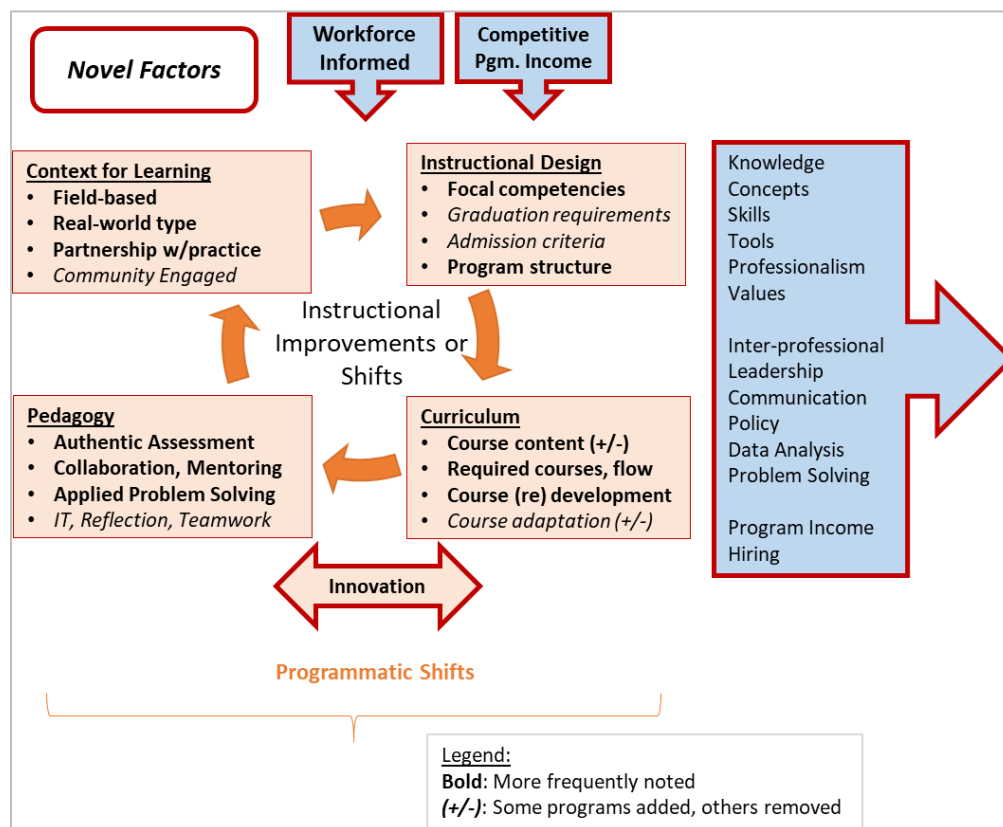 Novel Factors
Workforce
Informed
Competitive
Pgm. Income
Context for Learning
• Field-based
• Real-world type
• Partnership w/practice
• Community Engaged
Instructional Design
• Focal competencies
• Graduation requirements
• Admission criteria
• Program structure
Instructional
Improvements or
Shifts
Pedagogy
• Authentic Assessment
• Collaboration, Mentoring
• Applied Problem Solving
• IT, Reflection, Teamwork
Curriculum
• Course content (+/-)
• Required courses, flow
• Course (re) development
• Course adaptation (+/-)
Innovation
Programmatic Shifts
Knowledge
Concepts
Skills
Tools
Professionalism
Values
Inter-professional
Leadership
Communication
Policy
Data Analysis
Problem Solving
Program Income
Hiring
Legend:
Bold: More frequently noted
(+/-): Some programs added, others removed